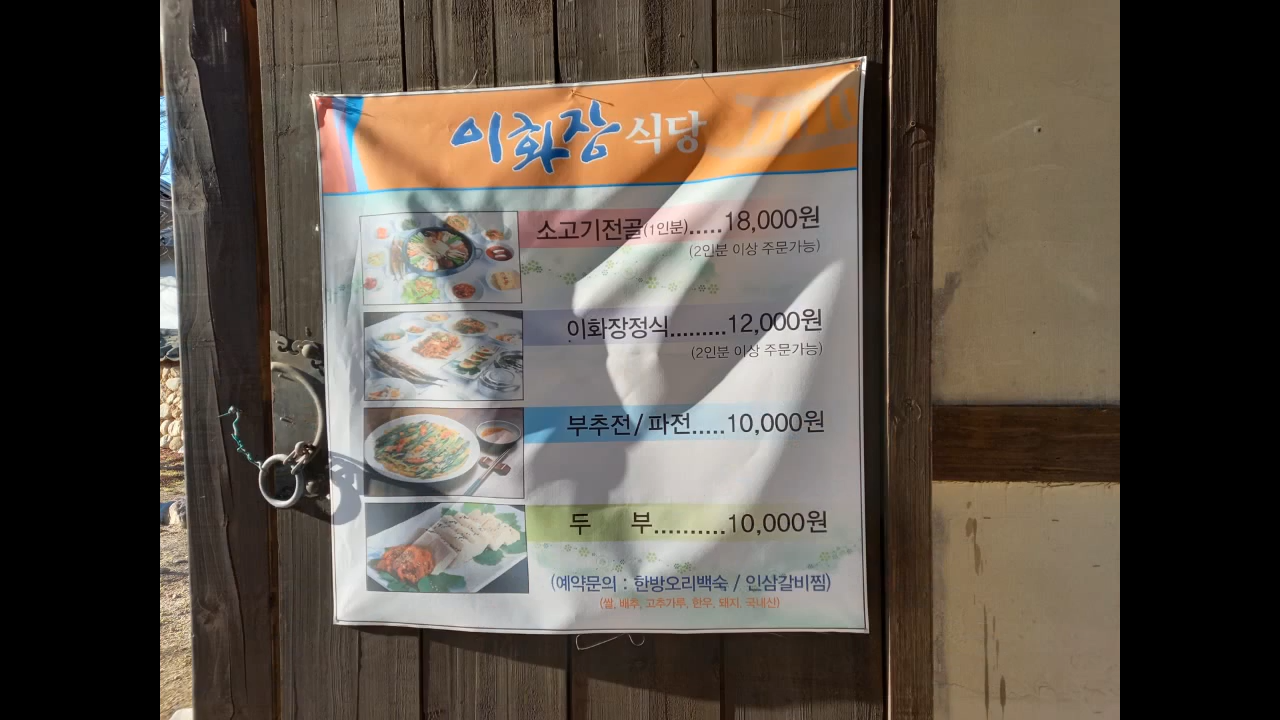 이화장 식당
소고기전골(1인분).....18,000원
(2인분 이상 주문가능)
이화장정식.........12,000원
(2인분 이상 주문가능)
부추전/파전.....10,000원
두 부..........10,000원
(예약문의 : 한방오리백숙 / 인삼갈비찜)
(쌀, 배추, 고추가루, 한우, 돼지. 국내산)